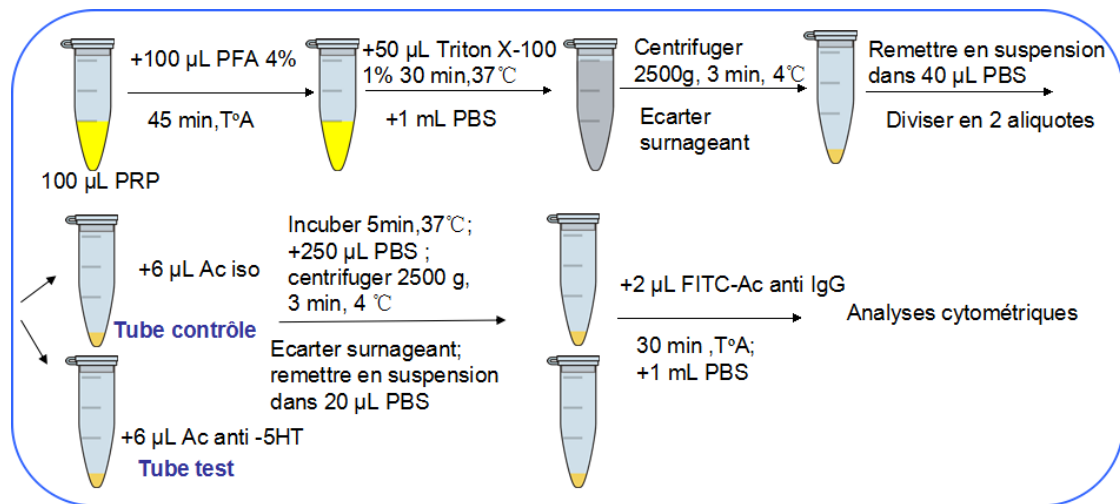 +100 µL PFA 4%
45 min,T°A
100 µL PRP
+50 µL Triton X-100
1% 30 min,37℃
+1 mL PBS
Centrifuger
2500g, 3 min, 4℃
Ecarter
surnageant
Remettre en suspension
dans 40 µL PBS
Diviser en 2 aliquotes
+6 µL Ac iso
Tube contrôle
+6 µL Ac anti -5HT
Tube test
Incuber 5min,37℃;
+250 µL PBS ;
centrifuger 2500 g,
3 min, 4 ℃
Ecarter surnageant;
remettre en suspension
dans 20 µL PBS
+2 µL FITC-Ac anti IgG
30 min ,T°A;
+1 mL PBS
Analyses cytométriques